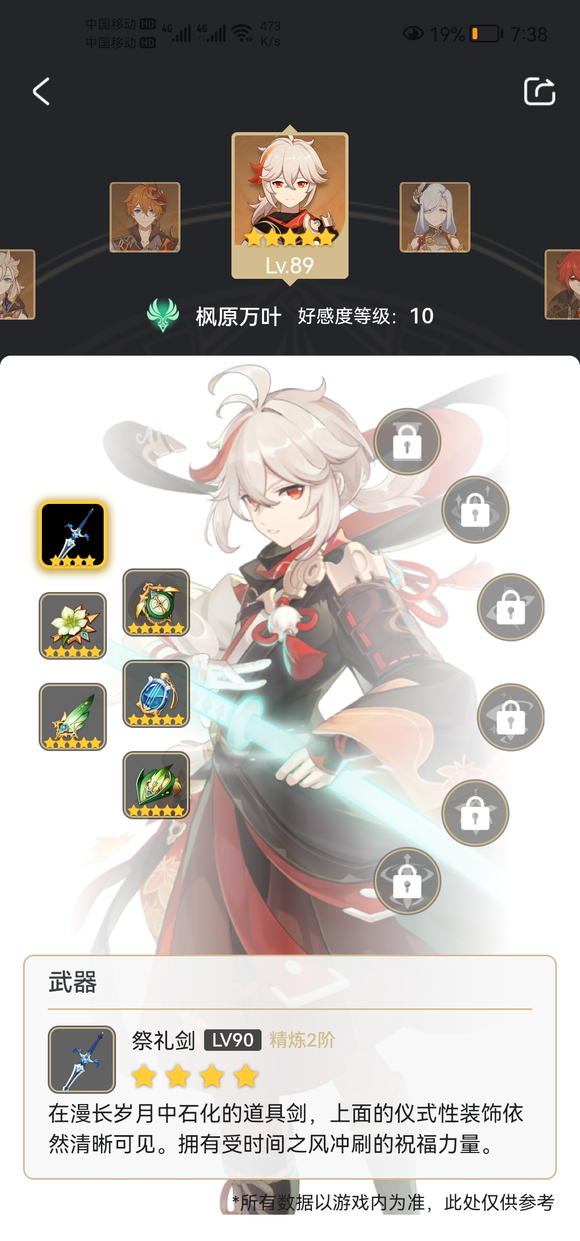 中国移动 HD 4G 4G 473 K/s 19% 7:38
中国移动 HD
Lv.89
枫原万叶 好感度等级：10
武器
祭礼剑 LV90 精炼2阶
在漫长岁月中石化的道具剑，上面的仪式性装饰依
然清晰可见。拥有受时间之风冲刷的祝福力量。
*所有数据以游戏内为准，此处仅供参考